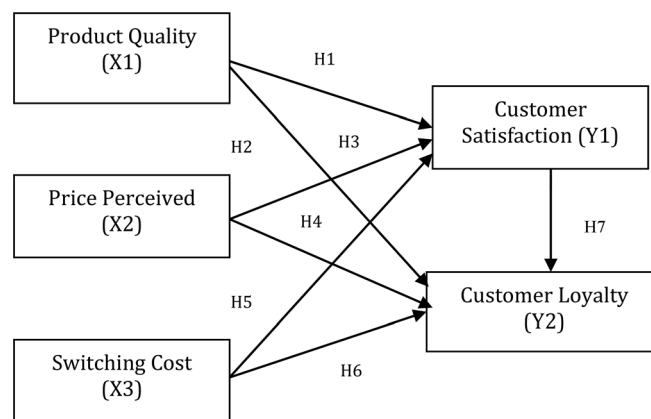 Product Quality
(X1)
H1
Customer
Satisfaction (Y1)
H2
H3
Price Perceived
(X2)
H4
H7
H5
Customer Loyalty
(Y2)
Switching Cost
(X3)
H6